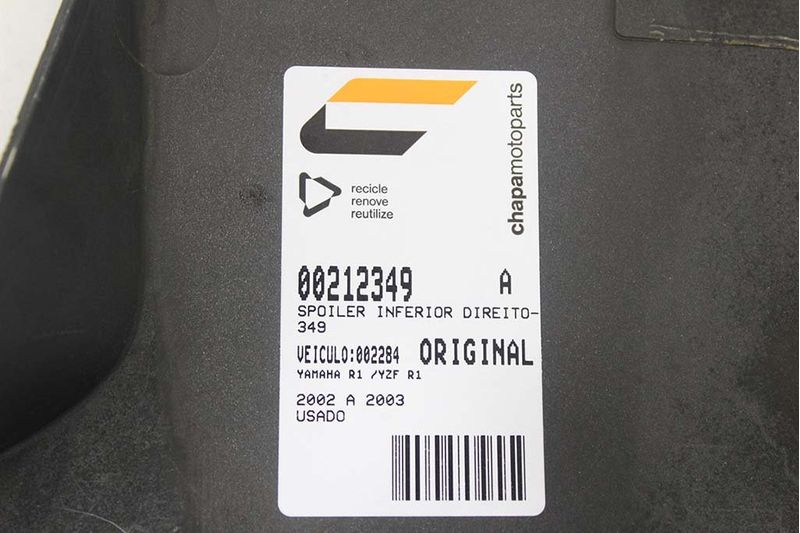 recicle
renove
reutilize
chapamotoparts
00212349 A
SPOILER INFERIOR DIREITO-
349
VEICULO:002284 ORIGINAL
YAMAHA R1 /YZF R1
2002 A 2003
USADO